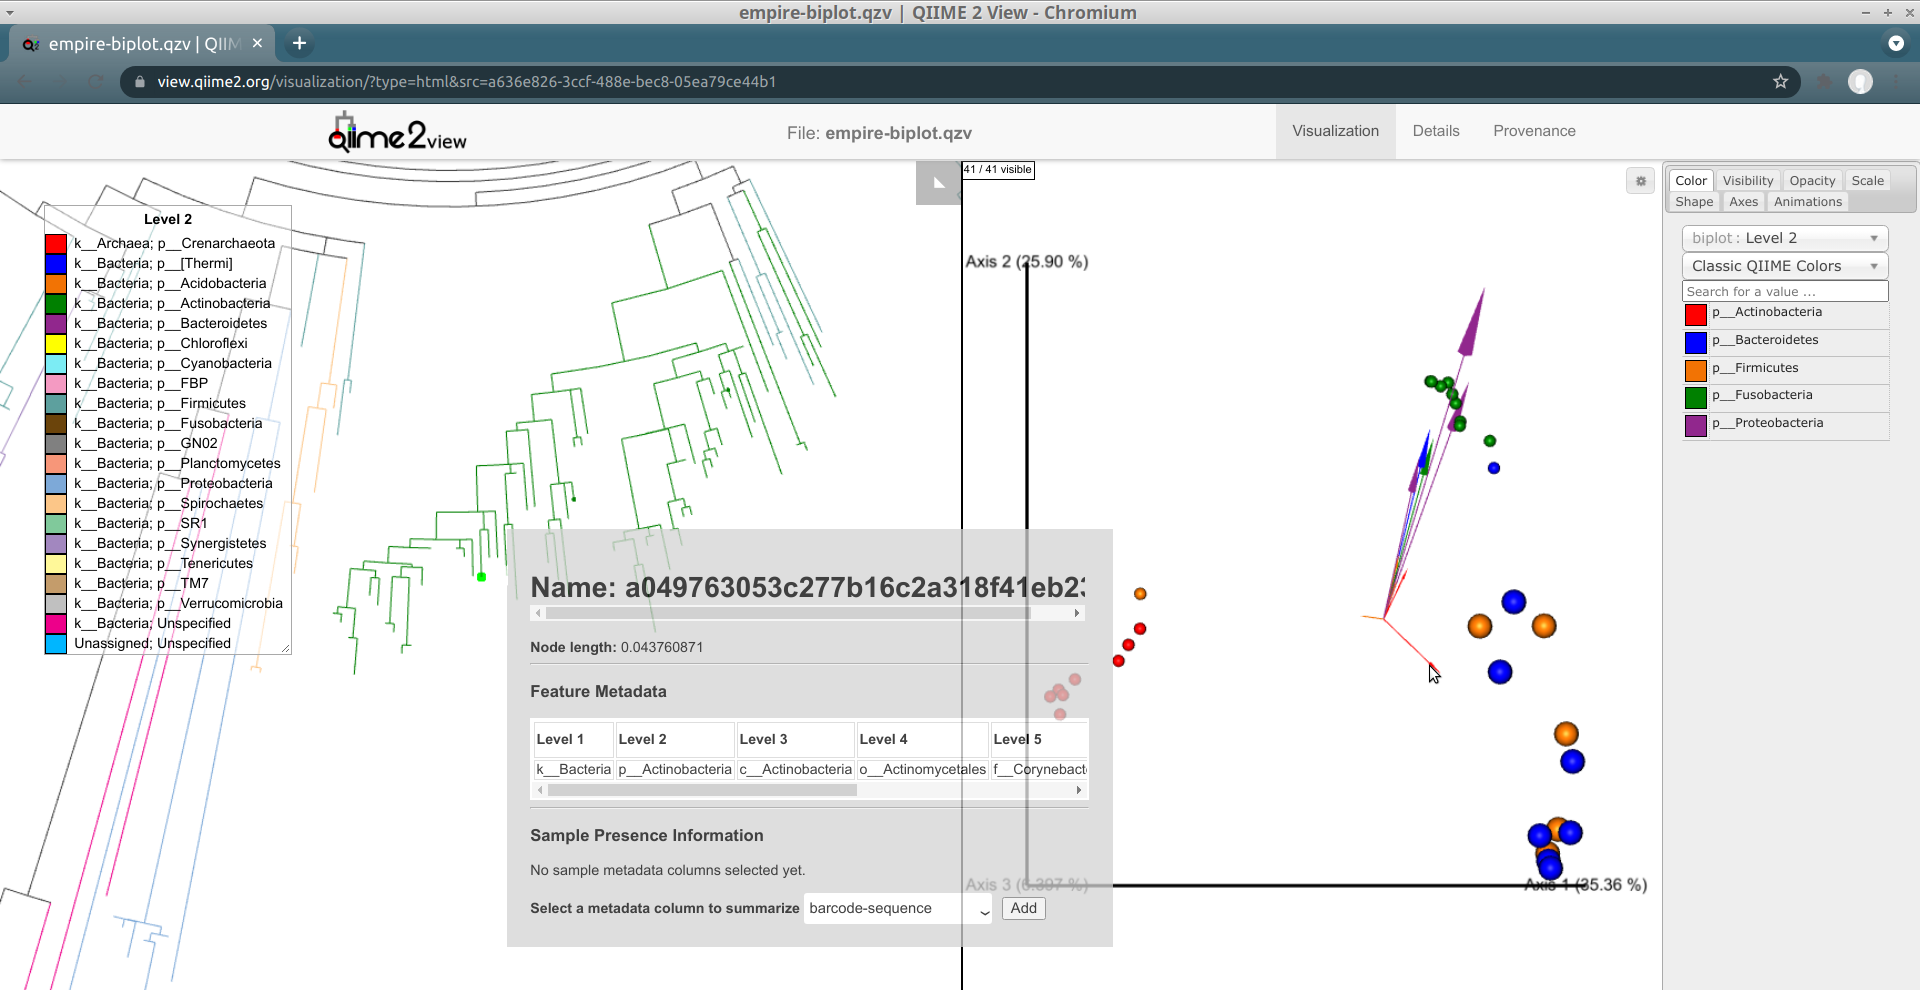 empire-biplot.qzv | QIIME 2 View - Chromium
empire-biplot.qzv | QIIM
view.qiime2.org/visualization/?type=html&src=a636e826-3ccf-488e-bec8-05ea79ce44b1
qiime2view
File: empire-biplot.qzv
Visualization
Details
Provenance
Level 2
k__Archaea; p__Crenarchaeota
k__Bacteria; p__[Thermi]
k__Bacteria; p__Acidobacteria
k__Bacteria; p__Actinobacteria
k__Bacteria; p__Bacteroidetes
k__Bacteria; p__Chloroflexi
k__Bacteria; p__Cyanobacteria
k__Bacteria; p__FBP
k__Bacteria; p__Firmicutes
k__Bacteria; p__Fusobacteria
k__Bacteria; p__GN02
k__Bacteria; p__Planctomycetes
k__Bacteria; p__Proteobacteria
k__Bacteria; p__Spirochaetes
k__Bacteria; p__SR1
k__Bacteria; p__Synergistetes
k__Bacteria; p__Tenericutes
k__Bacteria; p__TM7
k__Bacteria; p__Verrucomicrobia
k__Bacteria; Unspecified
Unassigned; Unspecified
Name: a049763053c277b16c2a318f41eb23
Node length: 0.043760871
Feature Metadata
Level 1 Level 2 Level 3 Level 4 Level 5
k__Bacteria p__Actinobacteria c__Actinobacteria o__Actinomycetales f__Corynebact
Sample Presence Information
No sample metadata columns selected yet.
Select a metadata column to summarize barcode-sequence Add
41 / 41 visible
Axis 2 (25.90 %)
Axis 3 (6.397 %)
Axis 1 (35.36 %)
Color Visibility Opacity Scale
Shape Axes Animations
biplot : Level 2
Classic QIIME Colors
Search for a value ...
p__Actinobacteria
p__Bacteroidetes
p__Firmicutes
p__Fusobacteria
p__Proteobacteria